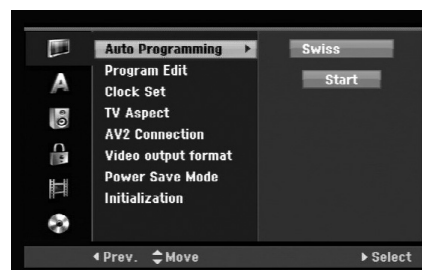 Auto Programming
Program Edit
Clock Set
TV Aspect
AV2 Connection
Video output format
Power Save Mode
Initialization
Swiss
Start
A
Prev. Move Select